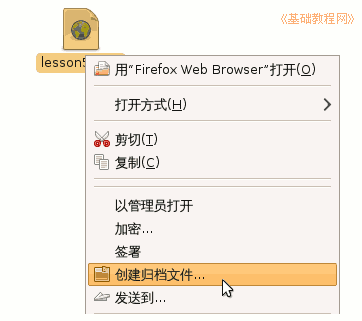 《基础教程网》
lesson5
用“Firefox Web Browser”打开(O)
打开方式(H)
剪切(T)
复制(C)
以管理员打开
加密...
签署
创建归档文件...
发送到...